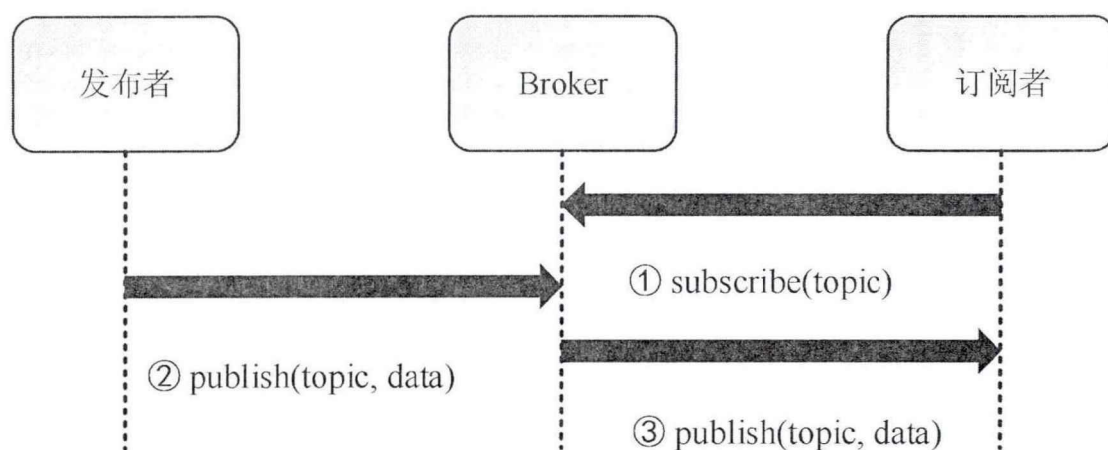 发布者
Broker
订阅者
① subscribe(topic)
② publish(topic, data)
③ publish(topic, data)